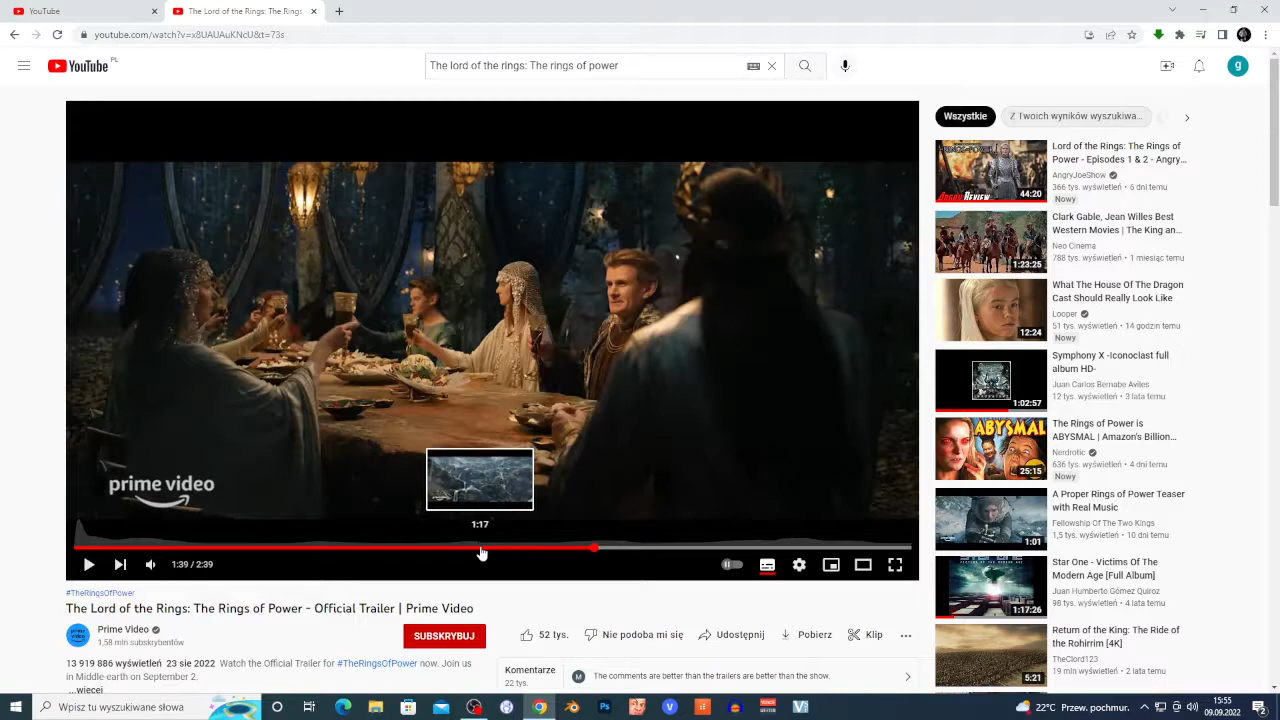 YouTube
The Lord of the Rings: The Rings
youtube.com/watch?v=x8UAUAuKNcU&t=73s
YouTube PL
The lord of the rings: The rings of power
Wszystkie
Z Twoich wyników wyszukiwa...
Lord of the Rings: The Rings of
Power - Episodes 1 & 2 - Angry...
AngryJoeShow
366 tys. wyświetleń • 6 dni temu
Nowy
ANGRY REVIEW
44:20
Clark Gable, Jean Willes Best
Western Movies | The King an...
Neo Cinema
788 tys. wyświetleń • 1 miesiąc temu
1:23:25
What The House Of The Dragon
Cast Should Really Look Like
Looper
51 tys. wyświetleń • 14 godzin temu
Nowy
12:24
Symphony X -Iconoclast full
album HD-
Juan Carlos Bernabe Aviles
12 tys. wyświetleń • 3 lata temu
1:02:57
The Rings of Power is
ABYSMAL | Amazon's Billion...
Nerdrotic
636 tys. wyświetleń • 4 dni temu
Nowy
ABYSMAL
25:15
A Proper Rings of Power Teaser
with Real Music
Fellowship Of The Two Kings
1,5 tys. wyświetleń • 10 dni temu
1:01
Star One - Victims Of The
Modern Age [Full Album]
Juan Humberto Gómez Quiroz
98 tys. wyświetleń • 4 lata temu
1:17:26
Return of the King: The Ride of
the Rohirrim [4K]
TheClord123
19 mln wyświetleń • 2 lata temu
5:21
prime video
1:17
1:39 / 2:39
#TheRingsOfPower
The Lord of the Rings: The Rings of Power - Official Trailer | Prime Video
Prime Video
1,58 mln subskrybentów
SUBSKRYBUJ
52 tys.
Nie podoba mi się
Udostępnij
Pobierz
Klip
13 919 886 wyświetleń 23 sie 2022 Watch the Official Trailer for #TheRingsOfPower now. Join us
in Middle-earth on September 2.
...więcej
Komentarze
22 tys.
M
The comments are better than the trailers are better than the show.
Wpisz tu wyszukiwane słowa
22°C Przew. pochmur.
15:55
09.09.2022